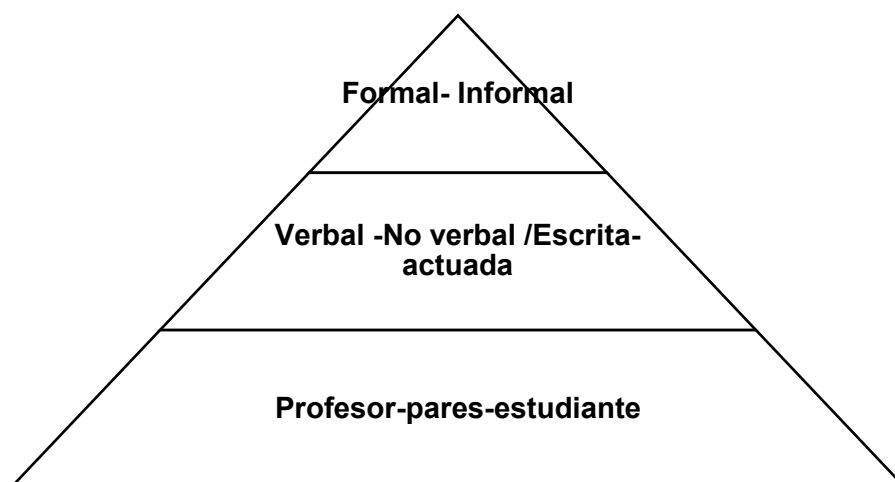 Formal- Informal
Verbal -No verbal /Escrita-
actuada
Profesor-pares-estudiante